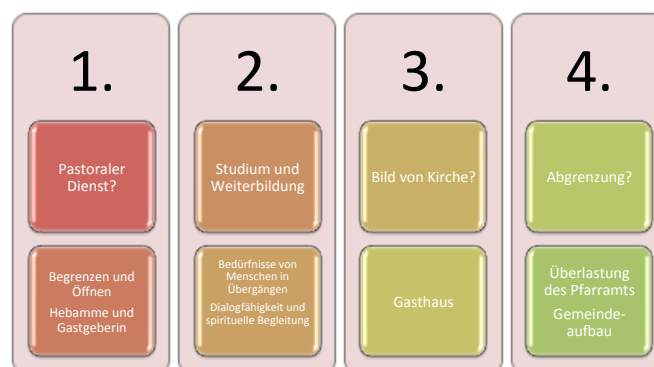 1.
Pastoraler
Dienst?
Begrenzen und
Öffnen
Hebamme und
Gastgeberin
2.
Studium und
Weiterbildung
Bedürfnisse von
Menschen in
Übergängen
Dialogfähigkeit und
spirituelle Begleitung
3.
Bild von Kirche?
Gasthaus
4.
Abgrenzung?
Überlastung
des Pfarramts
Gemeinde-
aufbau